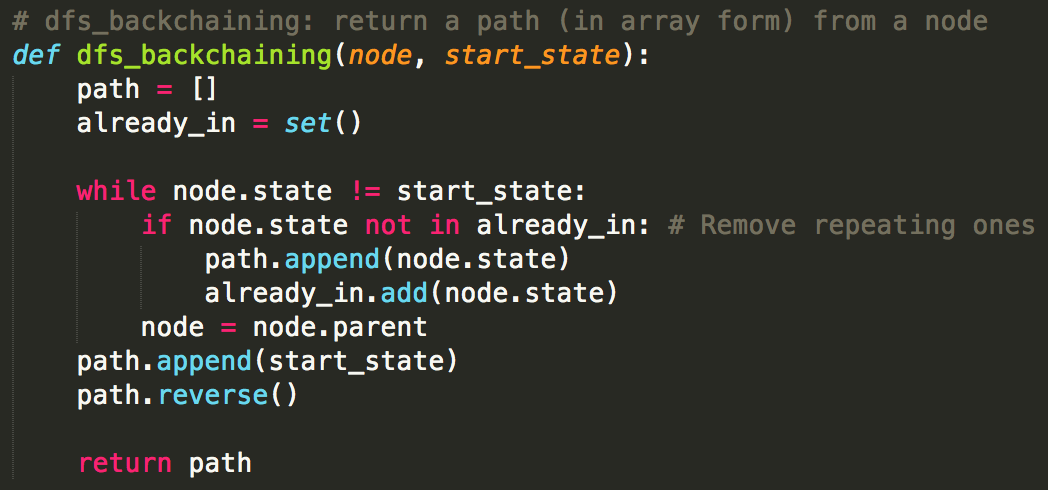 # dfs_backchaining: return a path (in array form) from a node
def dfs_backchaining(node, start_state):
    path = []
    already_in = set()

    while node.state != start_state:
        if node.state not in already_in: # Remove repeating ones
            path.append(node.state)
            already_in.add(node.state)
        node = node.parent
    path.append(start_state)
    path.reverse()

    return path